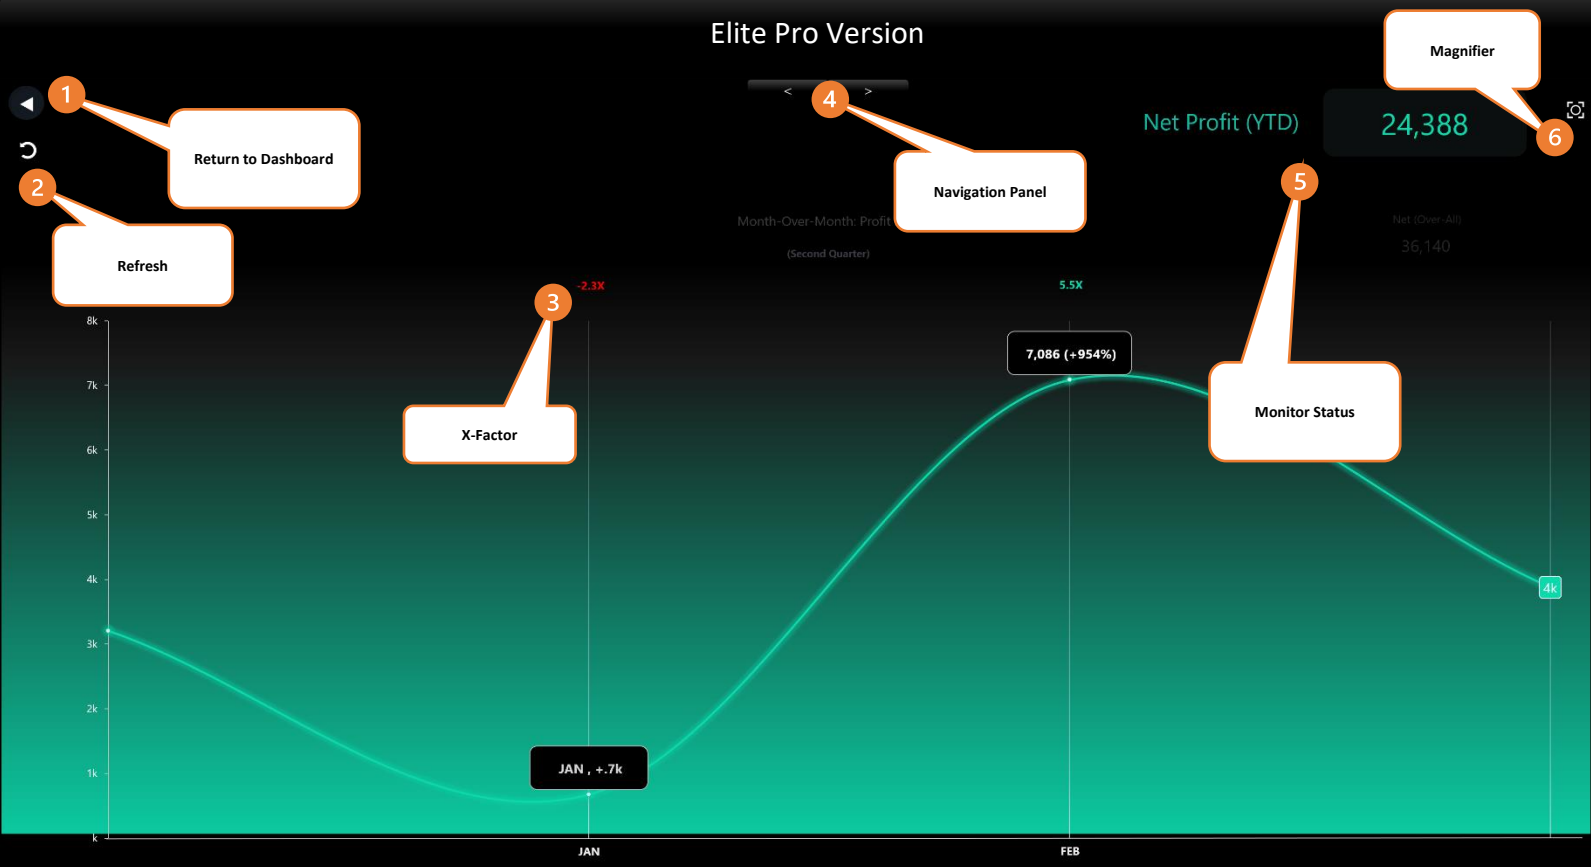 Elite Pro Version
Magnifier
◀
1
< 4 >
Net Profit (YTD)
24,388
6
Return to Dashboard
2
5
Navigation Panel
Month-Over-Month: Profit
Net (Over-All)
36,140
(Second Quarter)
Refresh
-2.3X
5.5X
3
8k
7,086 (+954%)
7k
Monitor Status
X-Factor
6k
5k
4k
4k
3k
2k
JAN , +.7k
1k
k
JAN
FEB